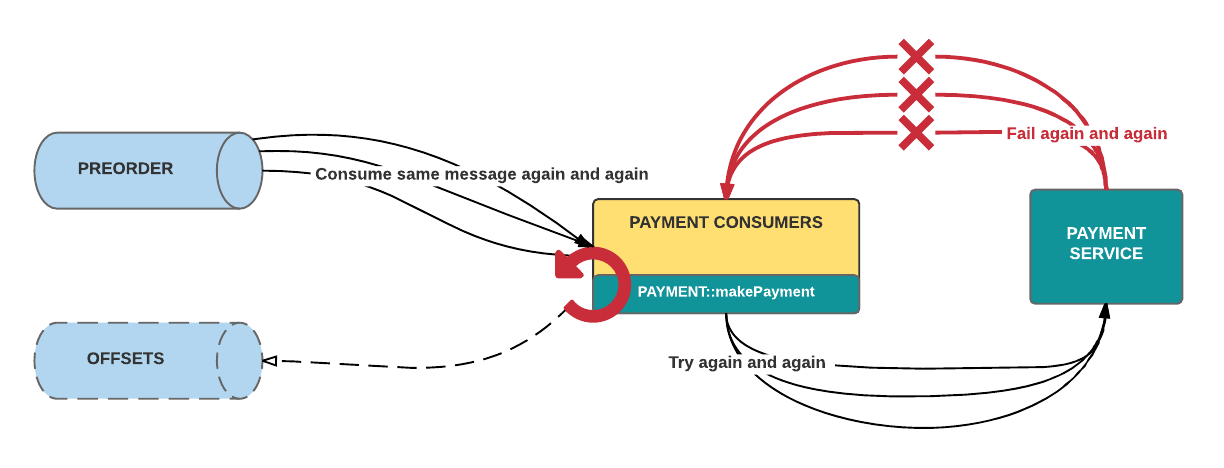 PREORDER
Consume same message again and again
Fail again and again
PAYMENT CONSUMERS
PAYMENT
SERVICE
PAYMENT::makePayment
OFFSETS
Try again and again